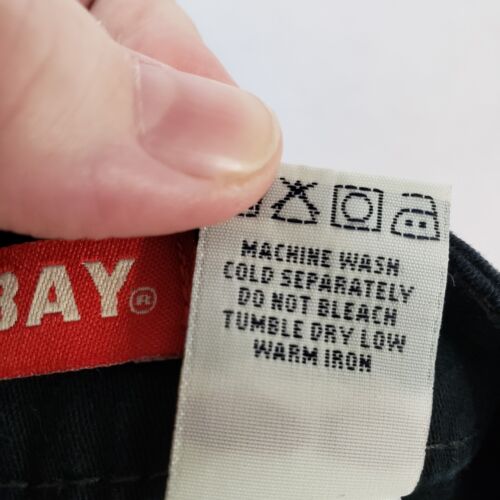 BAY®
MACHINE WASH
COLD SEPARATELY
DO NOT BLEACH
TUMBLE DRY LOW
WARM IRON